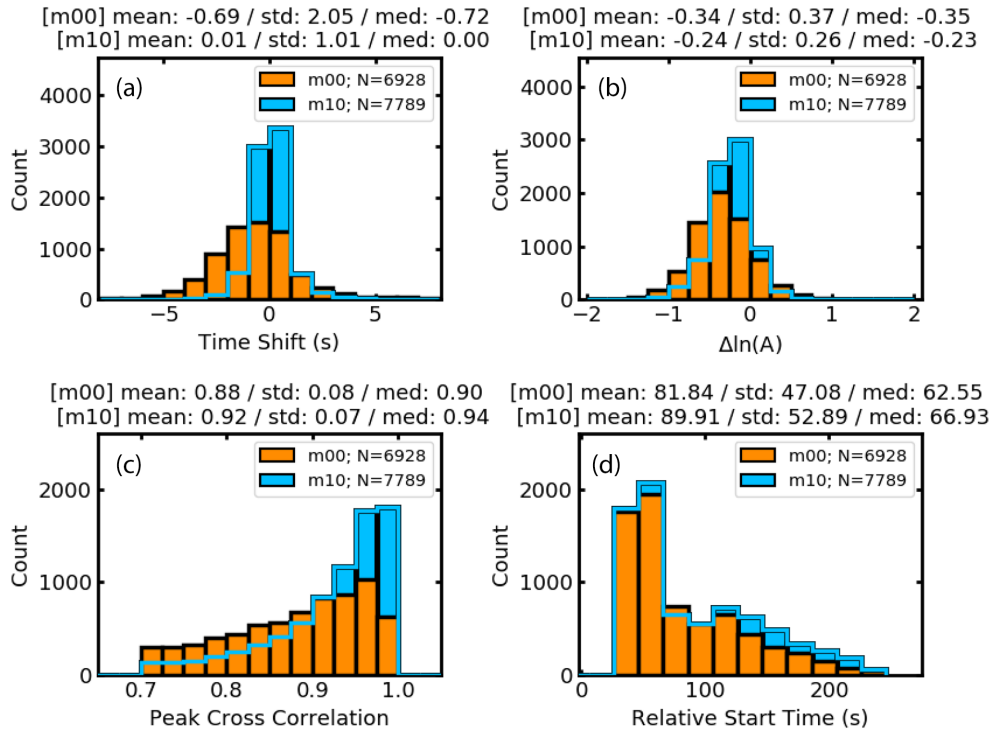 [m00] mean: -0.69 / std: 2.05 / med: -0.72
[m10] mean: 0.01 / std: 1.01 / med: 0.00
(a)
m00; N=6928
m10; N=7789
4000
3000
2000
1000
0
Count
−5
0
5
Time Shift (s)
[m00] mean: -0.34 / std: 0.37 / med: -0.35
[m10] mean: -0.24 / std: 0.26 / med: -0.23
(b)
m00; N=6928
m10; N=7789
4000
3000
2000
1000
0
Count
−2
−1
0
1
2
Δln(A)
[m00] mean: 0.88 / std: 0.08 / med: 0.90
[m10] mean: 0.92 / std: 0.07 / med: 0.94
(c)
m00; N=6928
m10; N=7789
2000
1000
0
Count
0.7
0.8
0.9
1.0
Peak Cross Correlation
[m00] mean: 81.84 / std: 47.08 / med: 62.55
[m10] mean: 89.91 / std: 52.89 / med: 66.93
(d)
m00; N=6928
m10; N=7789
2000
1000
0
Count
0
100
200
Relative Start Time (s)